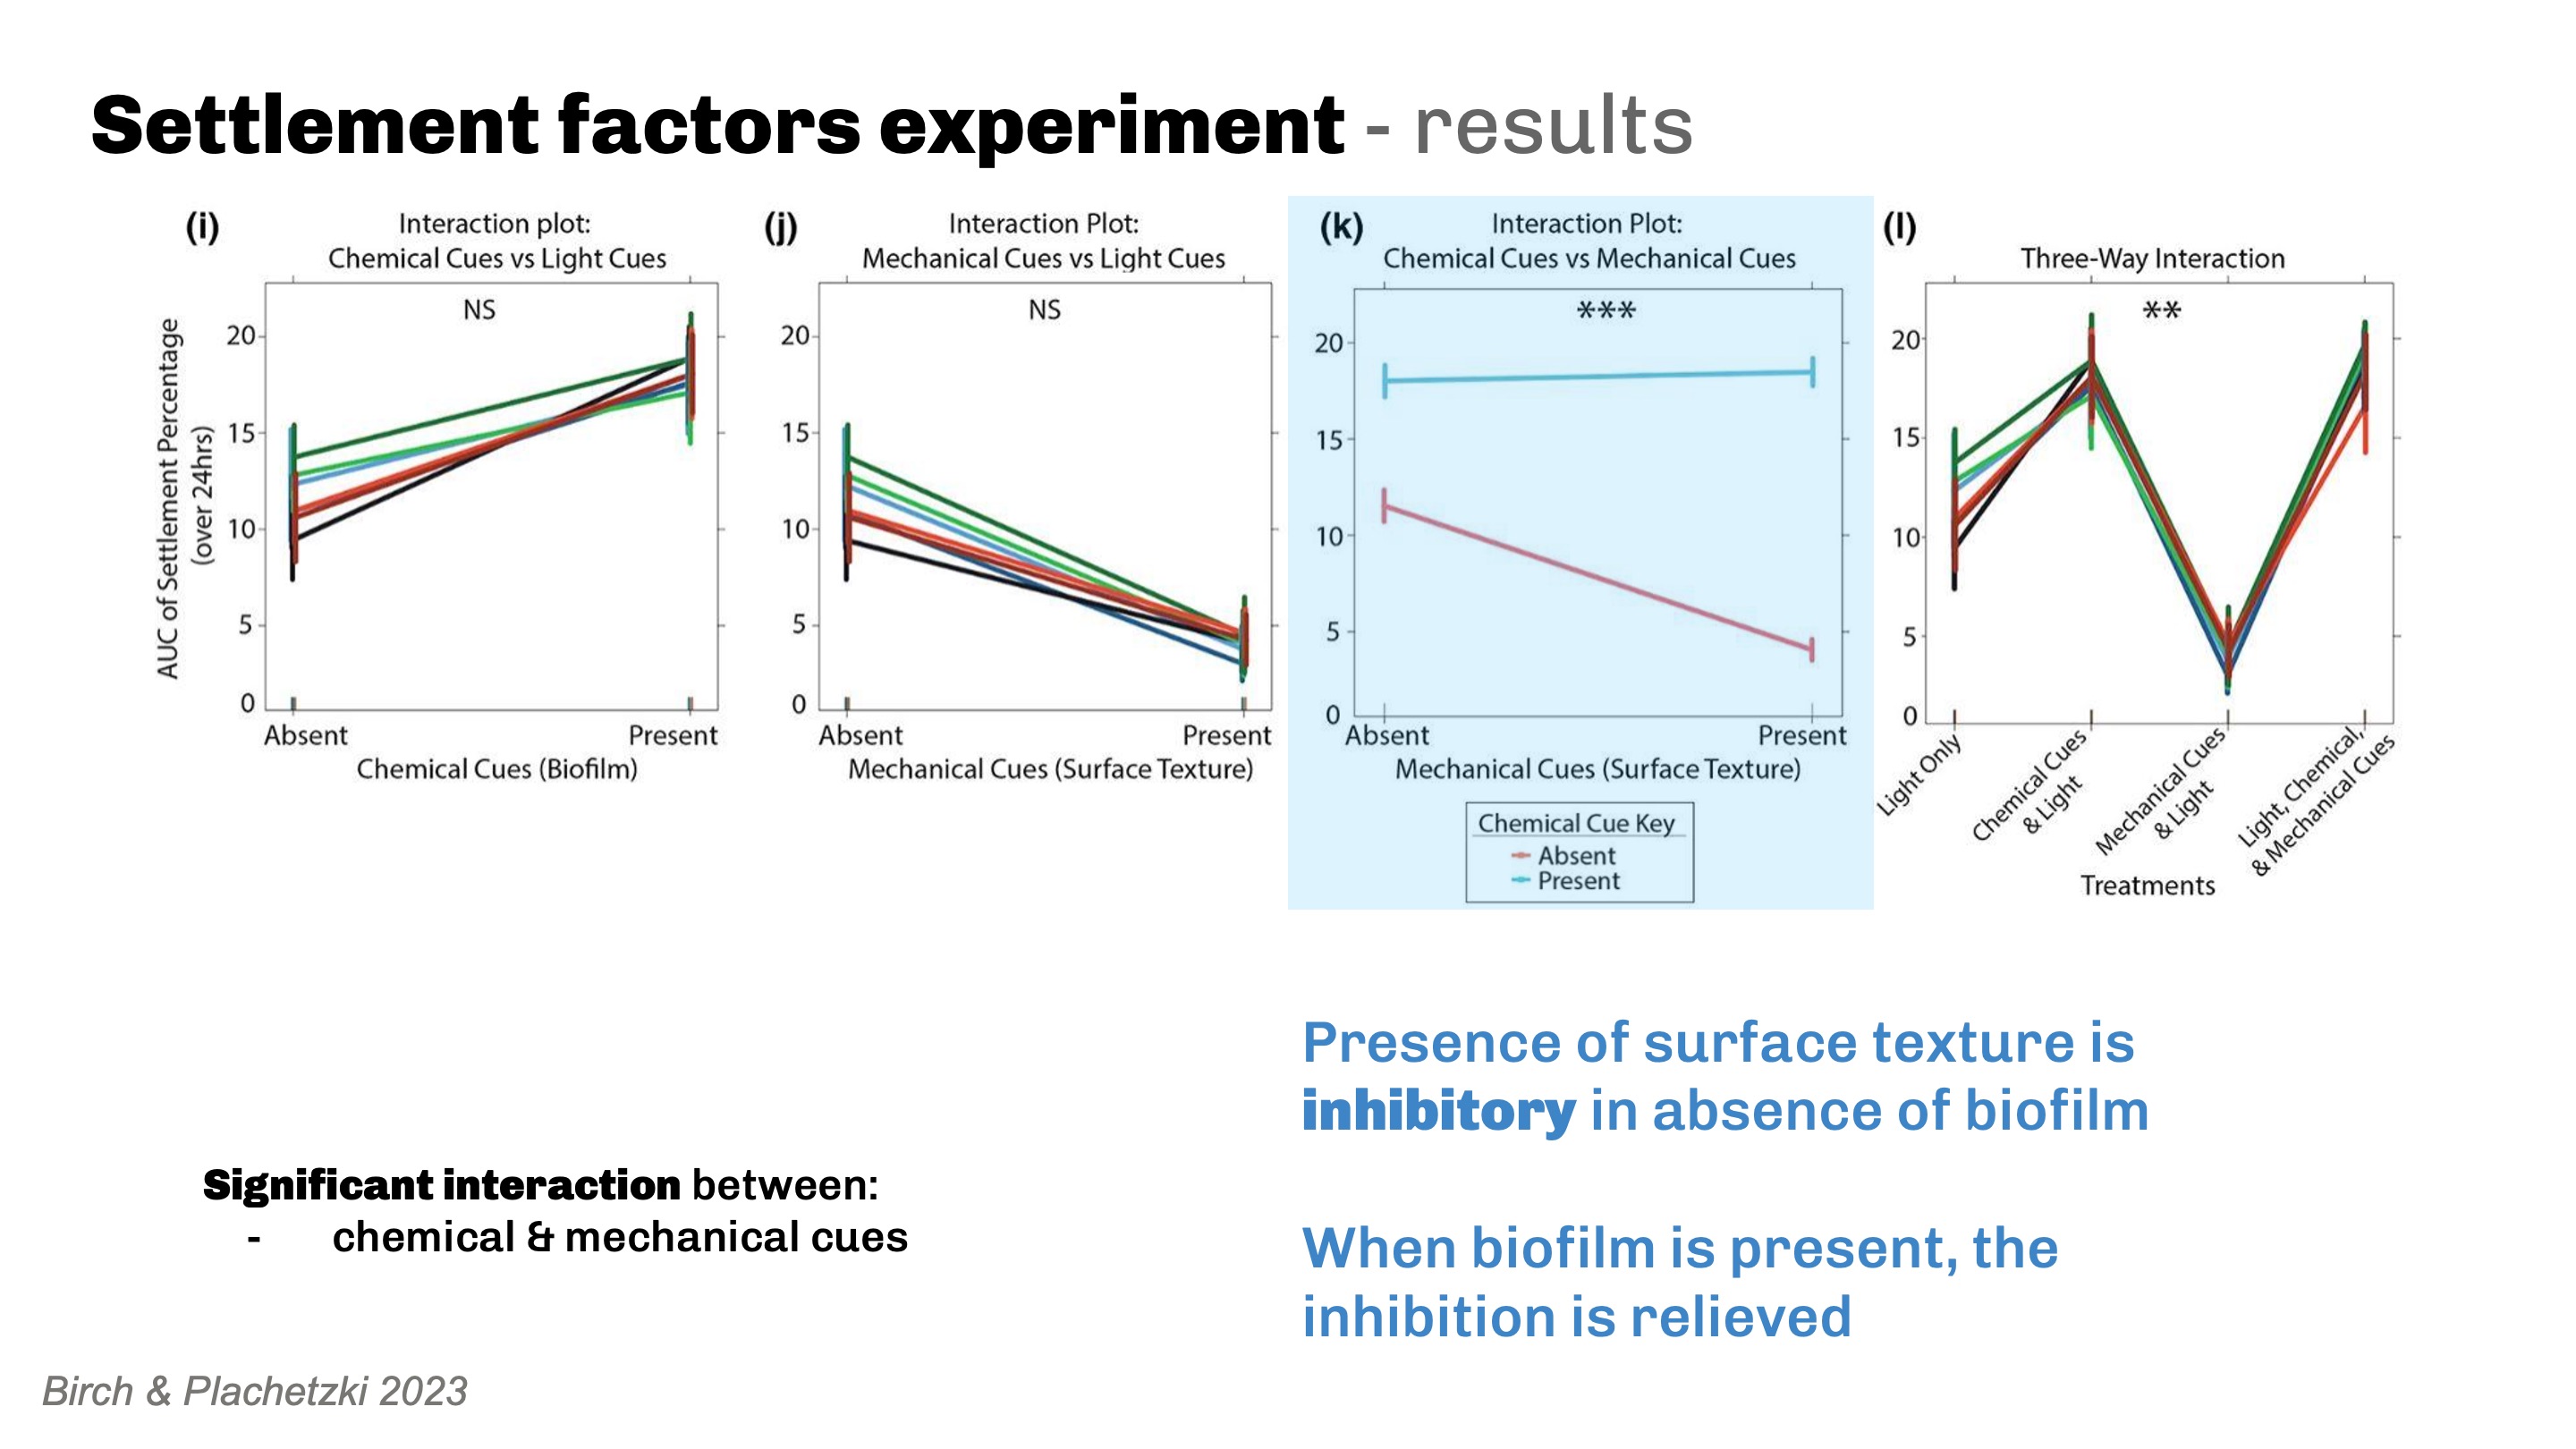 Settlement factors experiment - results
(i)
Interaction plot:
Chemical Cues vs Light Cues
NS
AUC of Settlement Percentage
(over 24hrs)
20
15
10
5
0
Absent
Present
Chemical Cues (Biofilm)
(j)
Interaction Plot:
Mechanical Cues vs Light Cues
NS
20
15
10
5
0
Absent
Present
Mechanical Cues (Surface Texture)
(k)
Interaction Plot:
Chemical Cues vs Mechanical Cues
***
20
15
10
5
0
Absent
Present
Mechanical Cues (Surface Texture)
Chemical Cue Key
Absent
Present
(l)
Three-Way Interaction
**
20
15
10
5
0
Light Only
Chemical Cues
& Light
Mechanical Cues
& Light
Light, Chemical,
& Mechanical Cues
Treatments
Presence of surface texture is
inhibitory in absence of biofilm
When biofilm is present, the
inhibition is relieved
Significant interaction between:
- chemical & mechanical cues
Birch & Plachetzki 2023